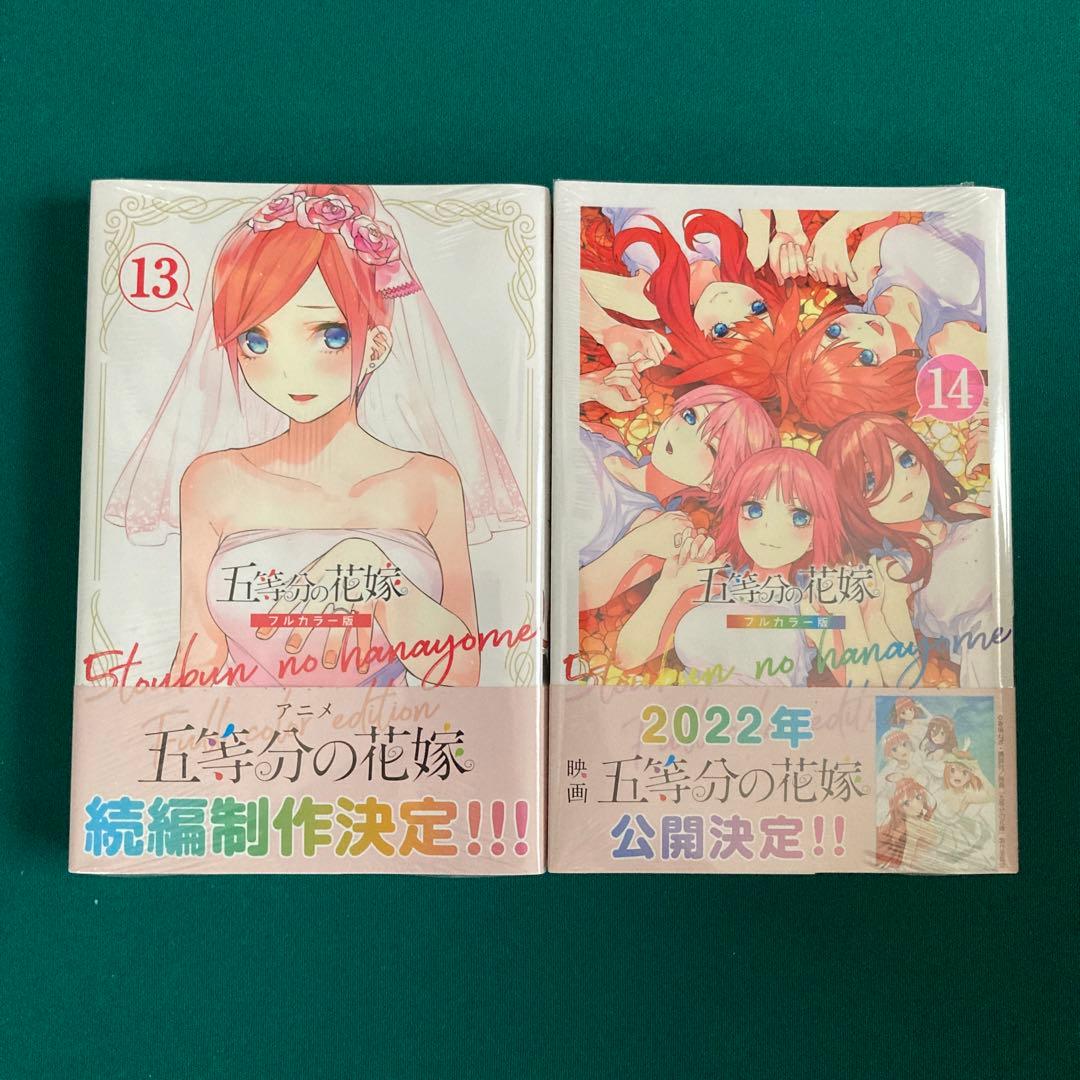 13
五等分の花嫁
フルカラー版
5toubun no hanayome
Full color edition
アニメ
五等分の花嫁
続編制作決定!!!
14
五等分の花嫁
フルカラー版
5toubun no hanayome
2022年
映画
五等分の花嫁
公開決定!!